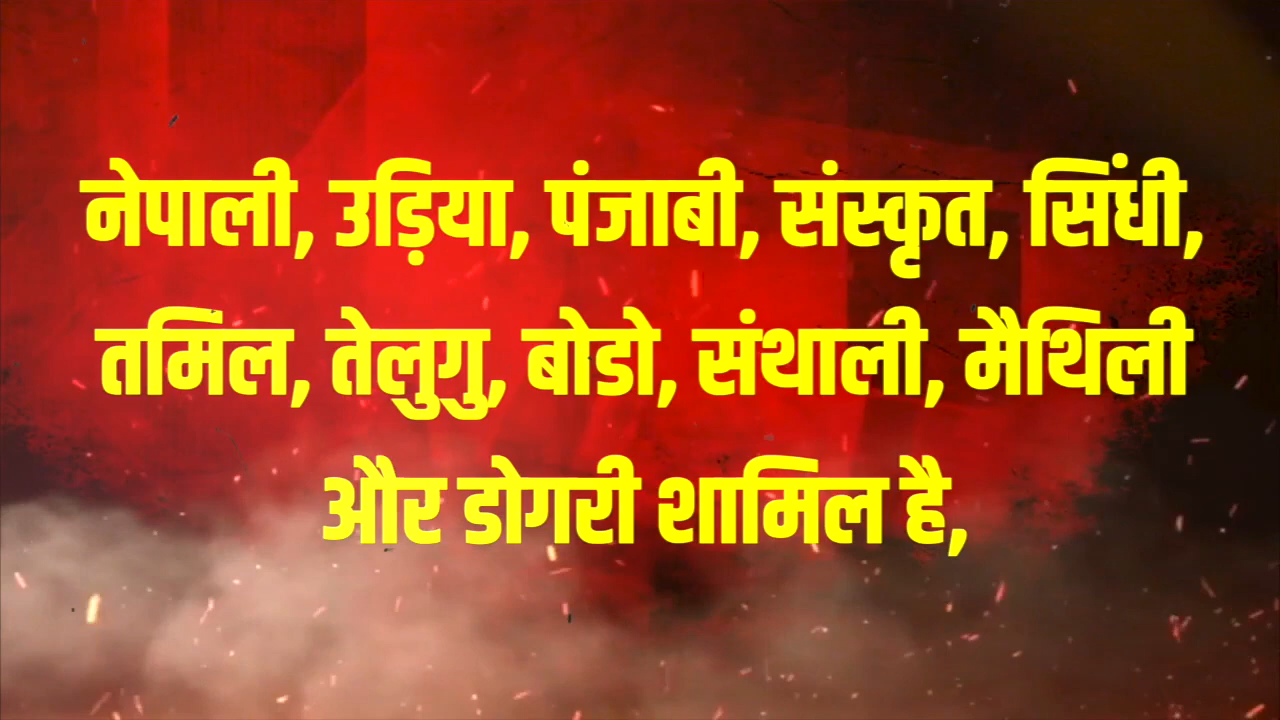 नेपाली, उड़िया, पंजाबी, संस्कृत, सिंधी,
तमिल, तेलुगु, बोडो, संथाली, मैथिली
और डोगरी शामिल है,